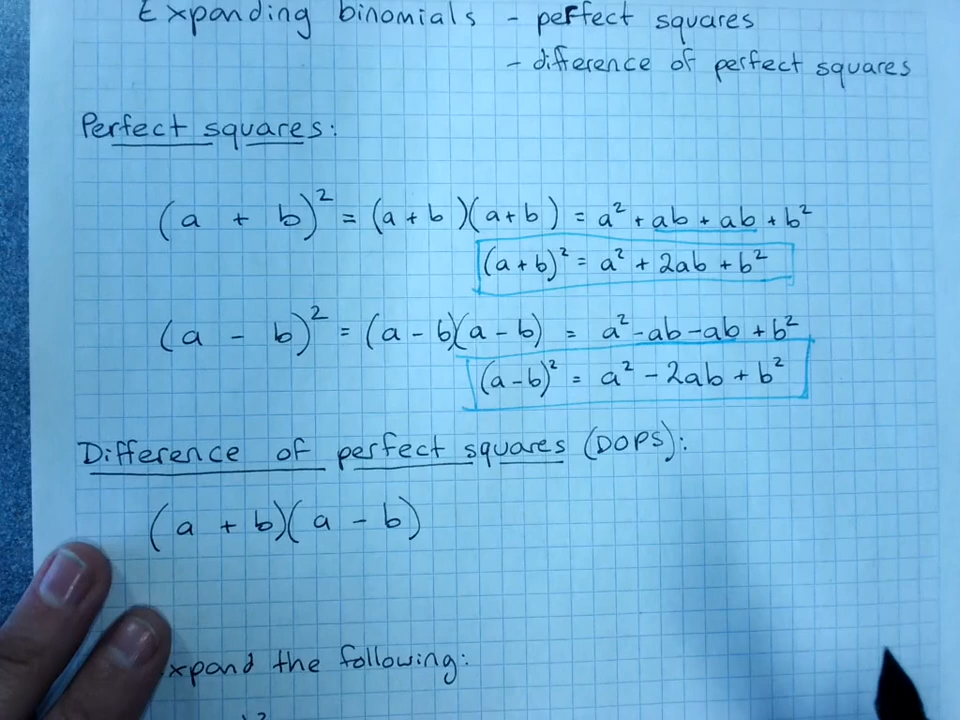 Expanding binomials - perfect squares
- difference of perfect squares
Perfect squares:
(a + b)² = (a + b)(a + b) = a² + ab + ab + b²
(a + b)² = a² + 2ab + b²
(a - b)² = (a - b)(a - b) = a² - ab - ab + b²
(a - b)² = a² - 2ab + b²
Difference of perfect squares (DOPS):
(a + b)(a - b)
xpand the following: